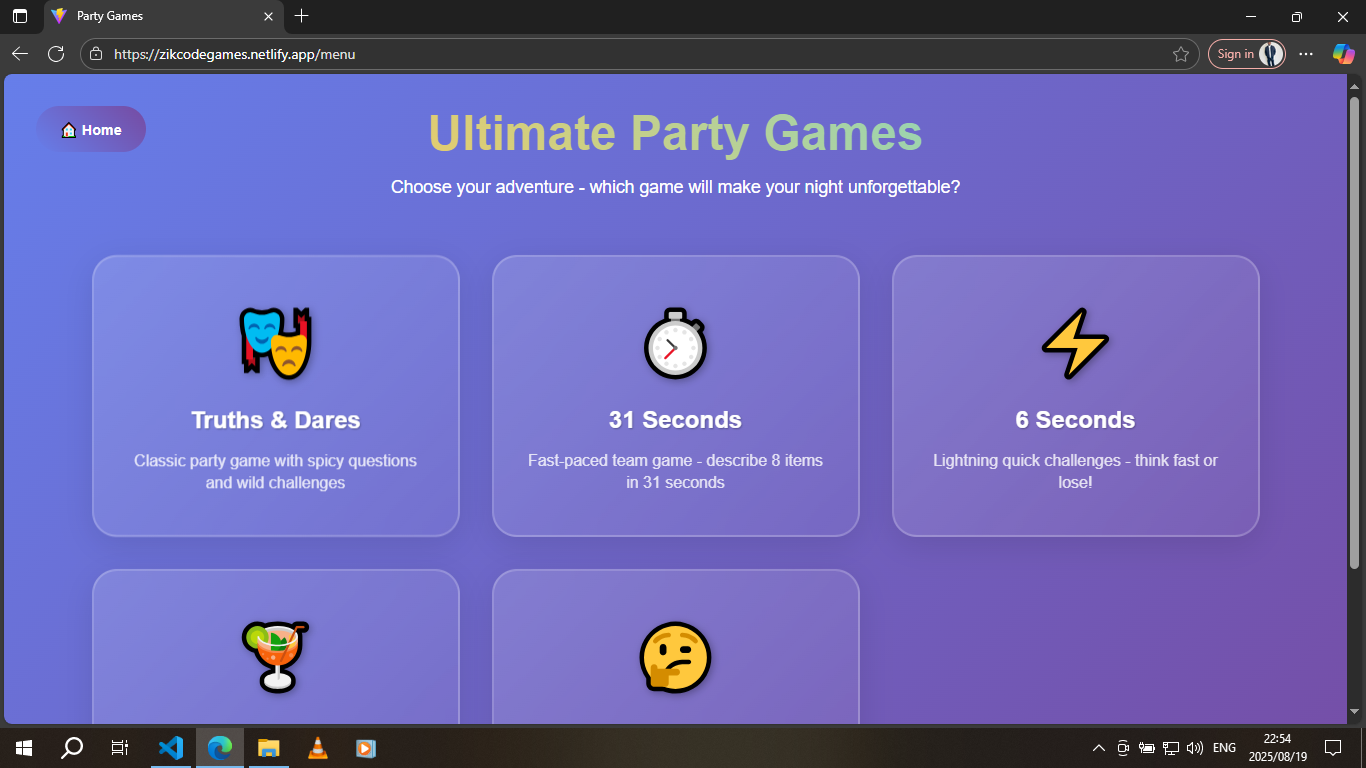 Party Games
https://zikcodegames.netlify.app/menu
Sign in
Home
Ultimate Party Games
Choose your adventure - which game will make your night unforgettable?
Truths & Dares
Classic party game with spicy questions
and wild challenges
31 Seconds
Fast-paced team game - describe 8 items
in 31 seconds
6 Seconds
Lightning quick challenges - think fast or
lose!
ENG
22:54
2025/08/19